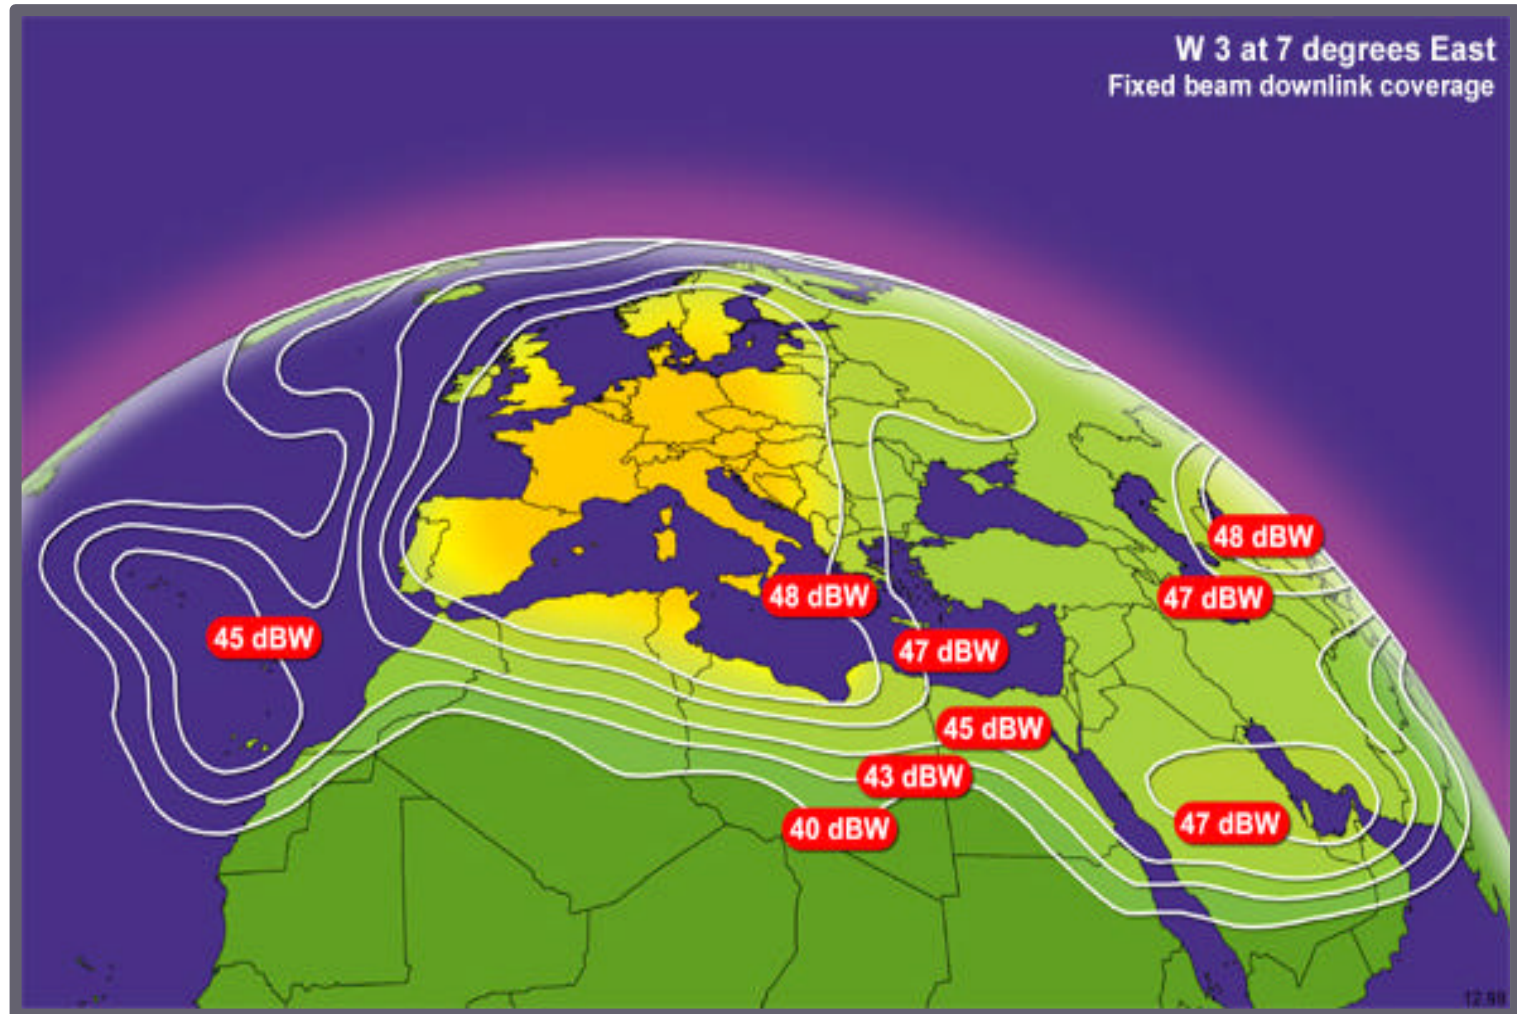 W 3 at 7 degrees East
Fixed beam downlink coverage
48 dBW
48 dBW
47 dBW
45 dBW
47 dBW
45 dBW
43 dBW
47 dBW
40 dBW